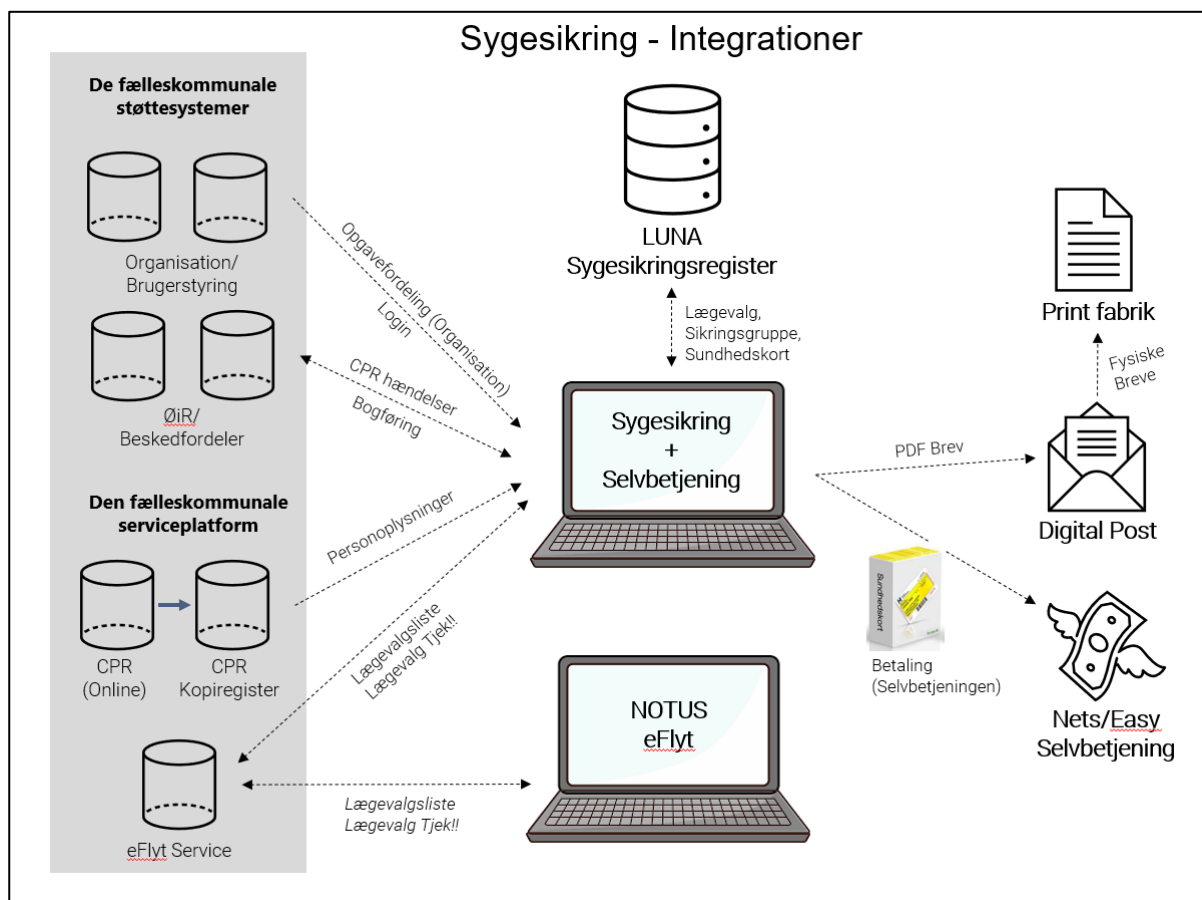 Sygesikring - Integrationer
De fælleskommunale
støttesystemer
Organisation/
Brugerstyring
ØiR/
Beskedfordeler
Den fælleskommunale
serviceplatform
CPR
(Online)
CPR
Kopiregister
eFlyt Service
Opgavefordeling (Organisation)
Login
CPR hændelser
Bogføring
Personoplysninger
Lægevalgsliste
Lægevalg Tjek!!
Lægevalgsliste
Lægevalg Tjek!!
LUNA
Sygesikringsregister
Lægevalg,
Sikringsgruppe,
Sundhedskort
Sygesikring
+
Selvbetjening
NOTUS
eFlyt
Print fabrik
Fysiske
Breve
PDF Brev
Digital Post
Sundhedskort
Betaling
(Selvbetjeningen)
Nets/Easy
Selvbetjening